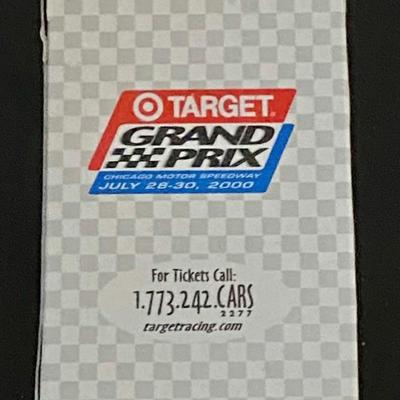 TARGET
GRAND
PRIX
CHICAGO MOTOR SPEEDWAY
JULY 28-30, 2000
For Tickets Call:
1.773.242.CARS
2277
targetracing.com